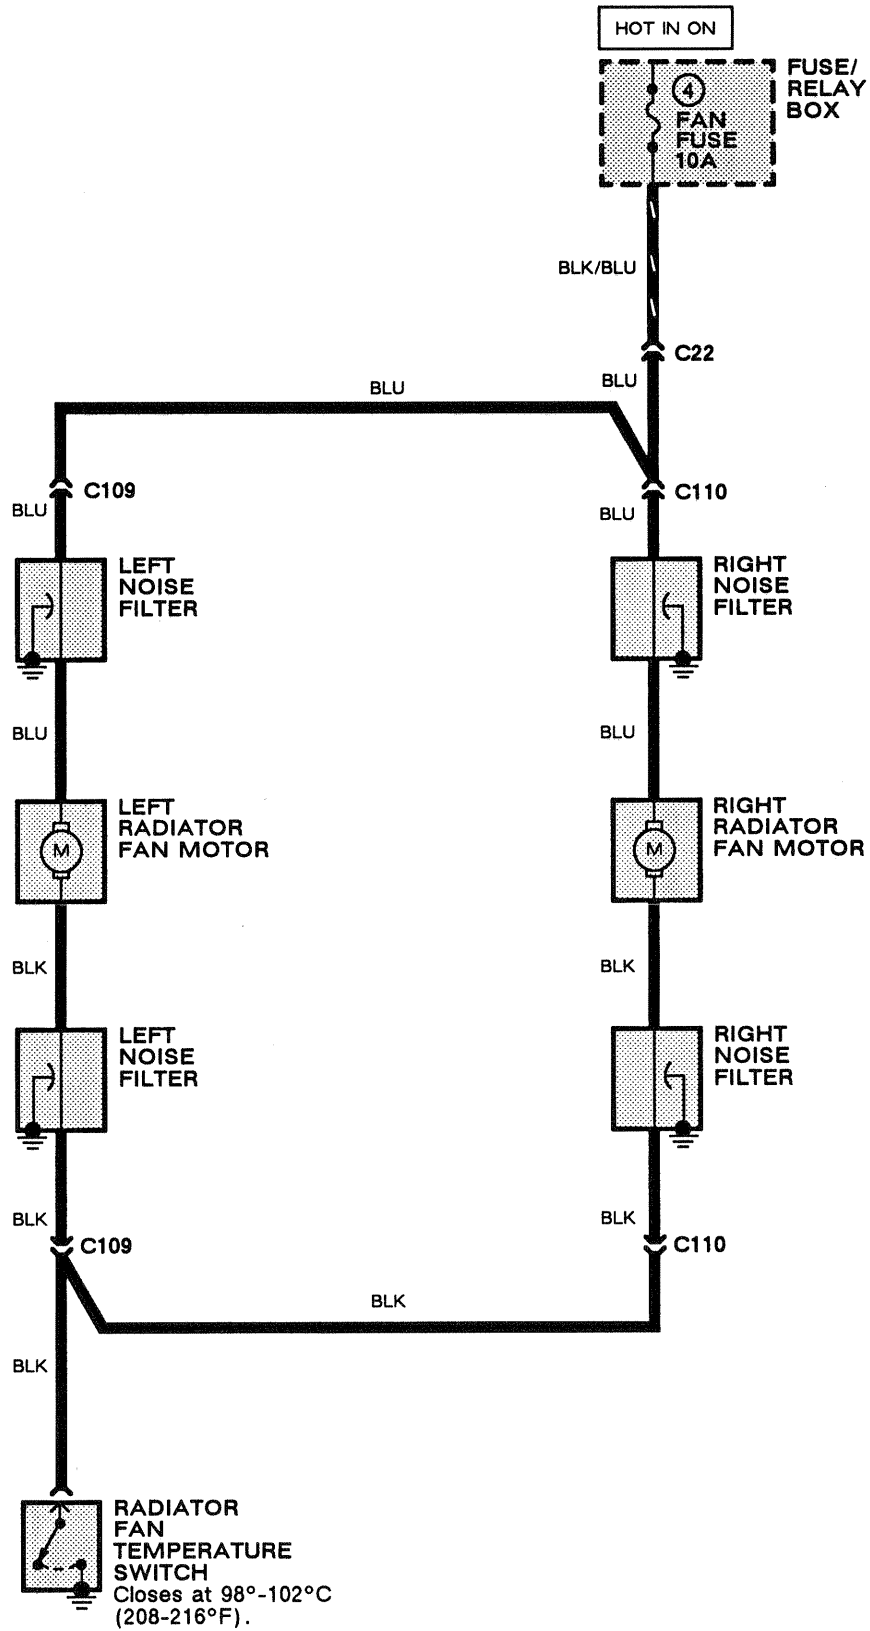 HOT IN ON
FUSE/
RELAY
BOX
4
FAN
FUSE
10A
BLK/BLU
C22
BLU
BLU
C109
C110
BLU
BLU
LEFT
NOISE
FILTER
RIGHT
NOISE
FILTER
BLU
BLU
LEFT
RADIATOR
FAN MOTOR
M
RIGHT
RADIATOR
FAN MOTOR
M
BLK
BLK
LEFT
NOISE
FILTER
RIGHT
NOISE
FILTER
BLK
BLK
C109
C110
BLK
BLK
RADIATOR
FAN
TEMPERATURE
SWITCH
Closes at 98°-102°C
(208-216°F).